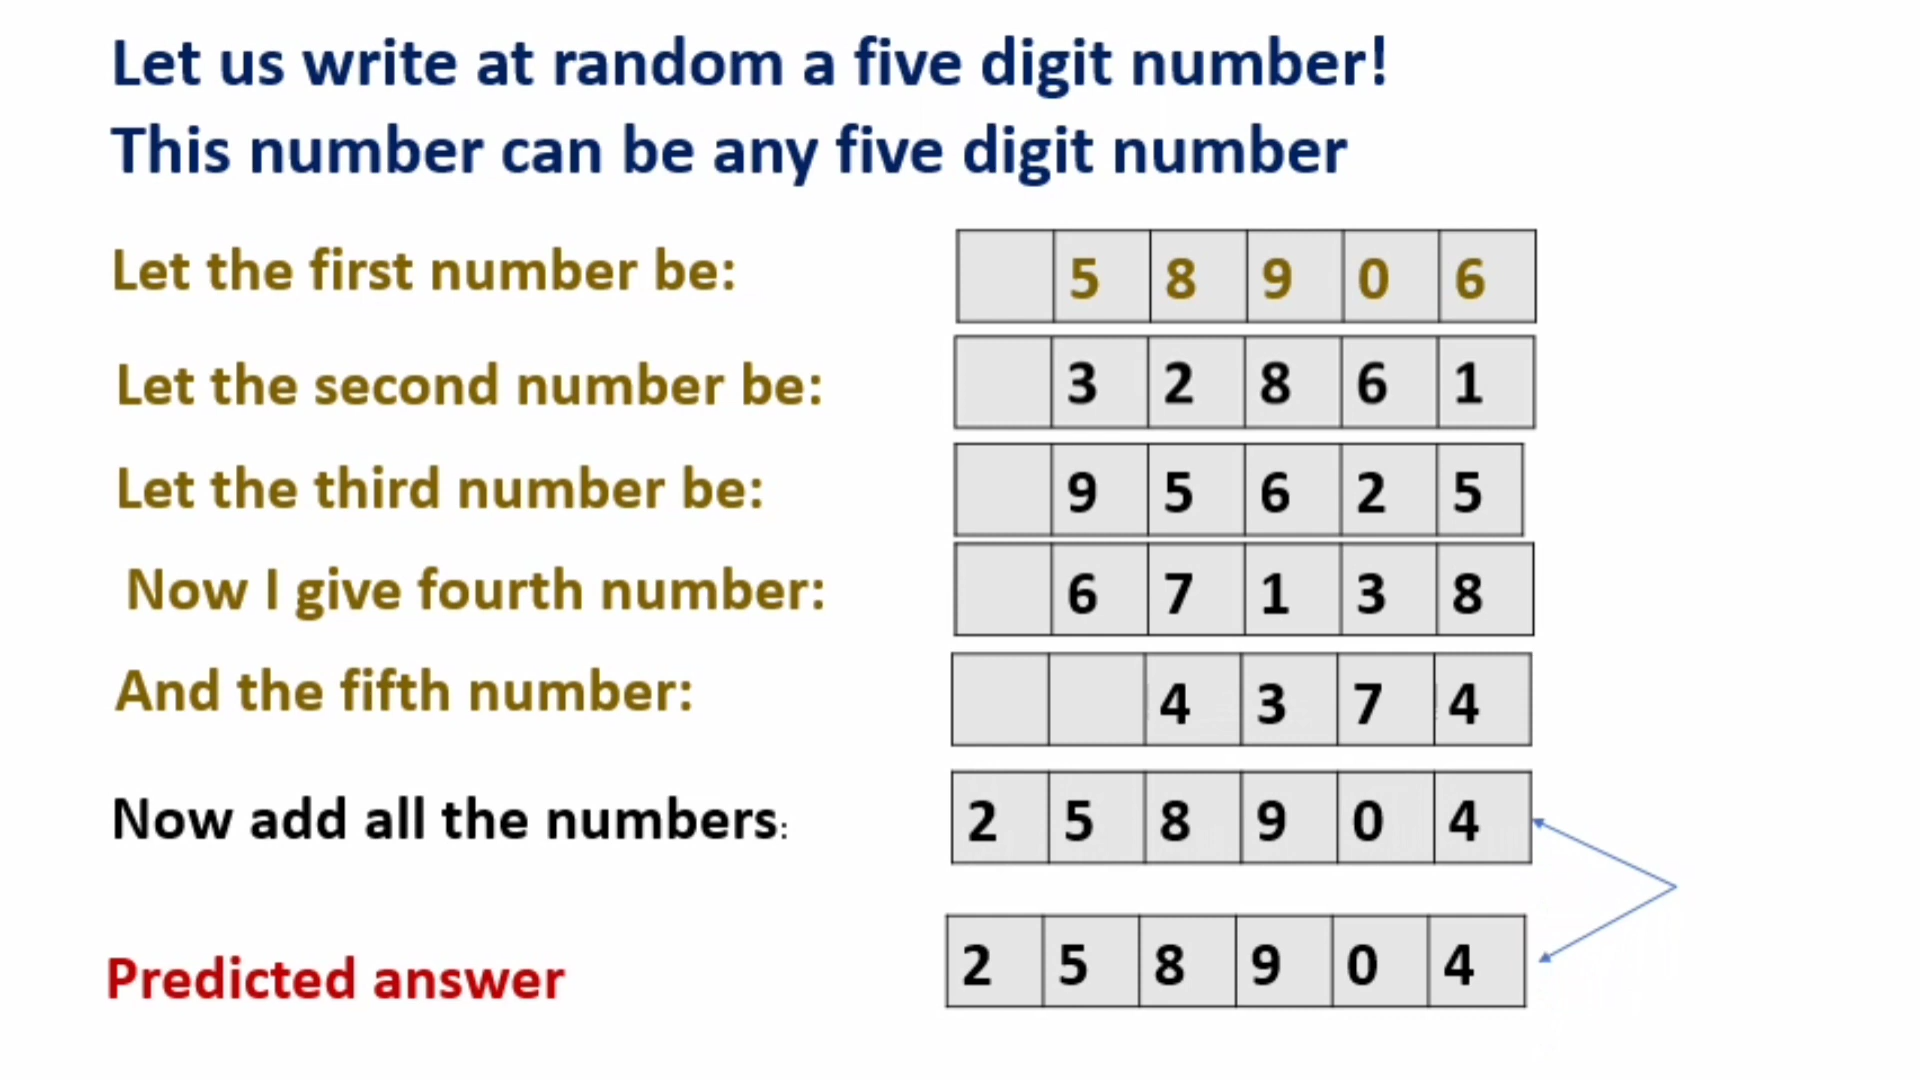 Let us write at random a five digit number!
This number can be any five digit number
Let the first number be: 5 8 9 0 6
Let the second number be: 3 2 8 6 1
Let the third number be: 9 5 6 2 5
Now I give fourth number: 6 7 1 3 8
And the fifth number: 4 3 7 4
Now add all the numbers: 2 5 8 9 0 4
Predicted answer 2 5 8 9 0 4